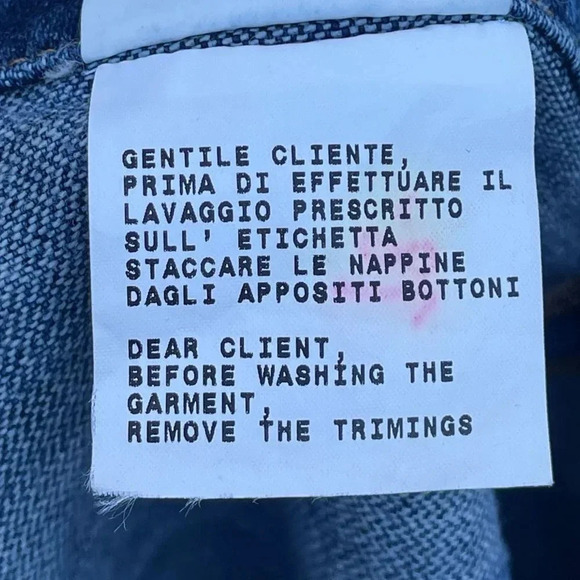 GENTILE CLIENTE,
PRIMA DI EFFETTUARE IL
LAVAGGIO PRESCRITTO
SULL' ETICHETTA
STACCARE LE NAPPINE
DAGLI APPOSITI BOTTONI
DEAR CLIENT,
BEFORE WASHING THE
GARMENT,
REMOVE THE TRIMINGS